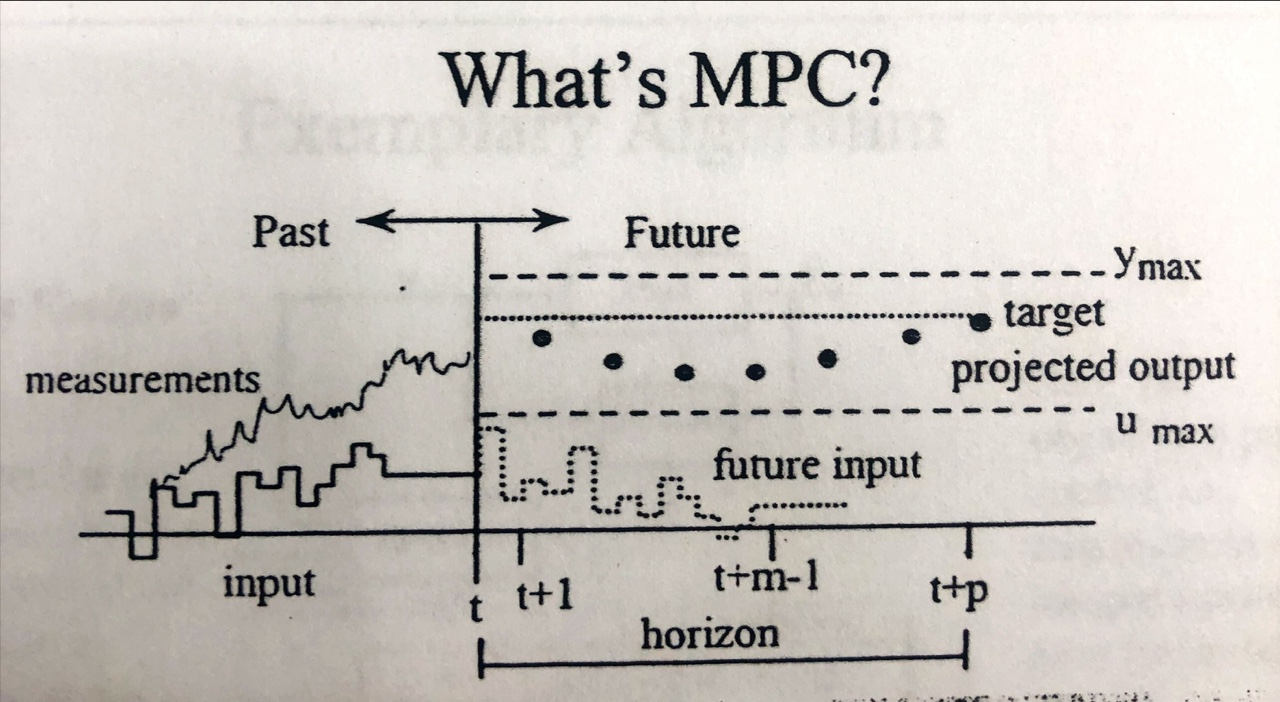 What's MPC?
Past
Future
ymax
target
measurements
projected output
u max
future input
input
t
t+1
t+m-1
t+p
horizon